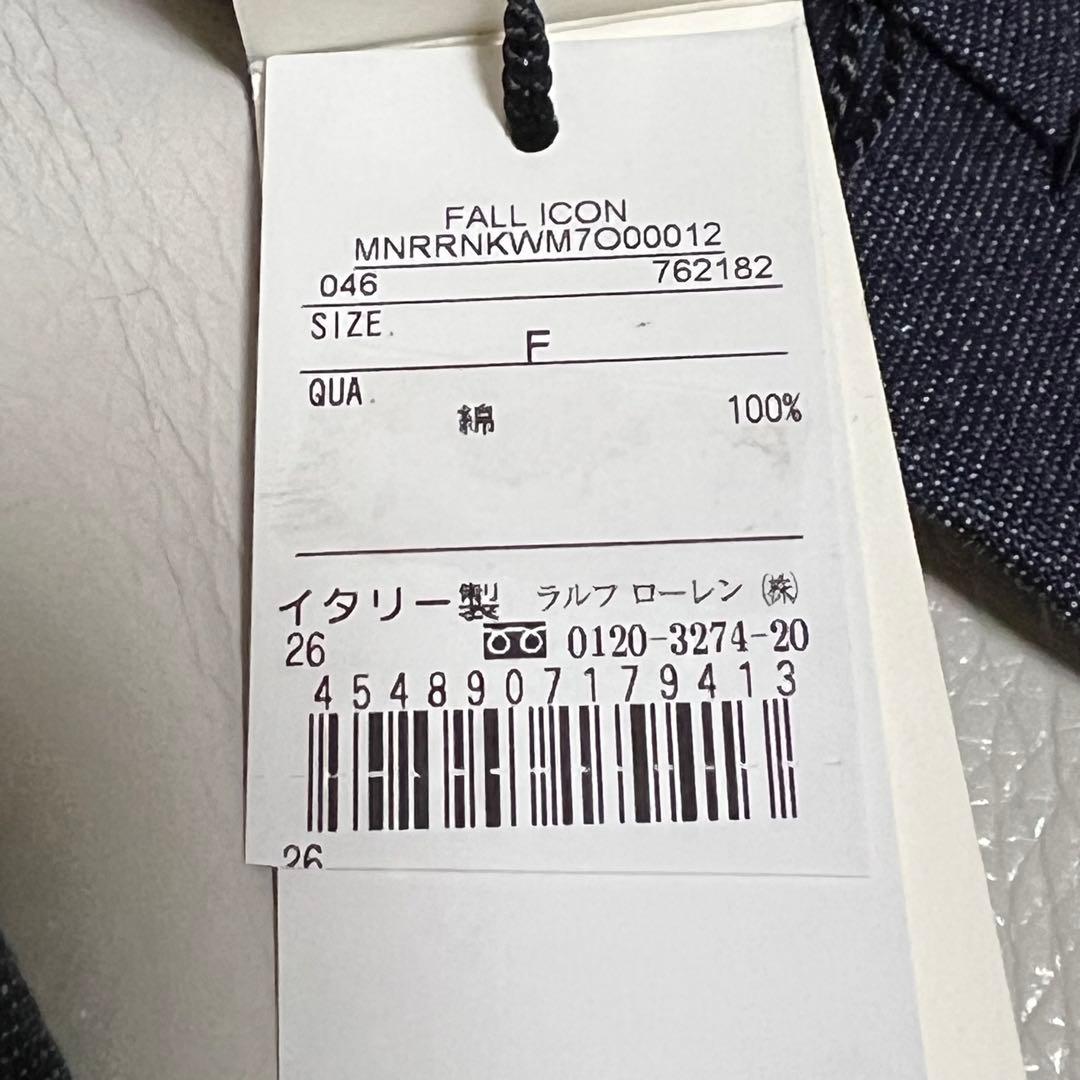 FALL ICON
MNRRNKWM7O00012
046 762182
SIZE.
F
QUA.
綿 100%
イタリー製 ラルフ ローレン ㈱
26 0120-3274-20
4548907179413
26